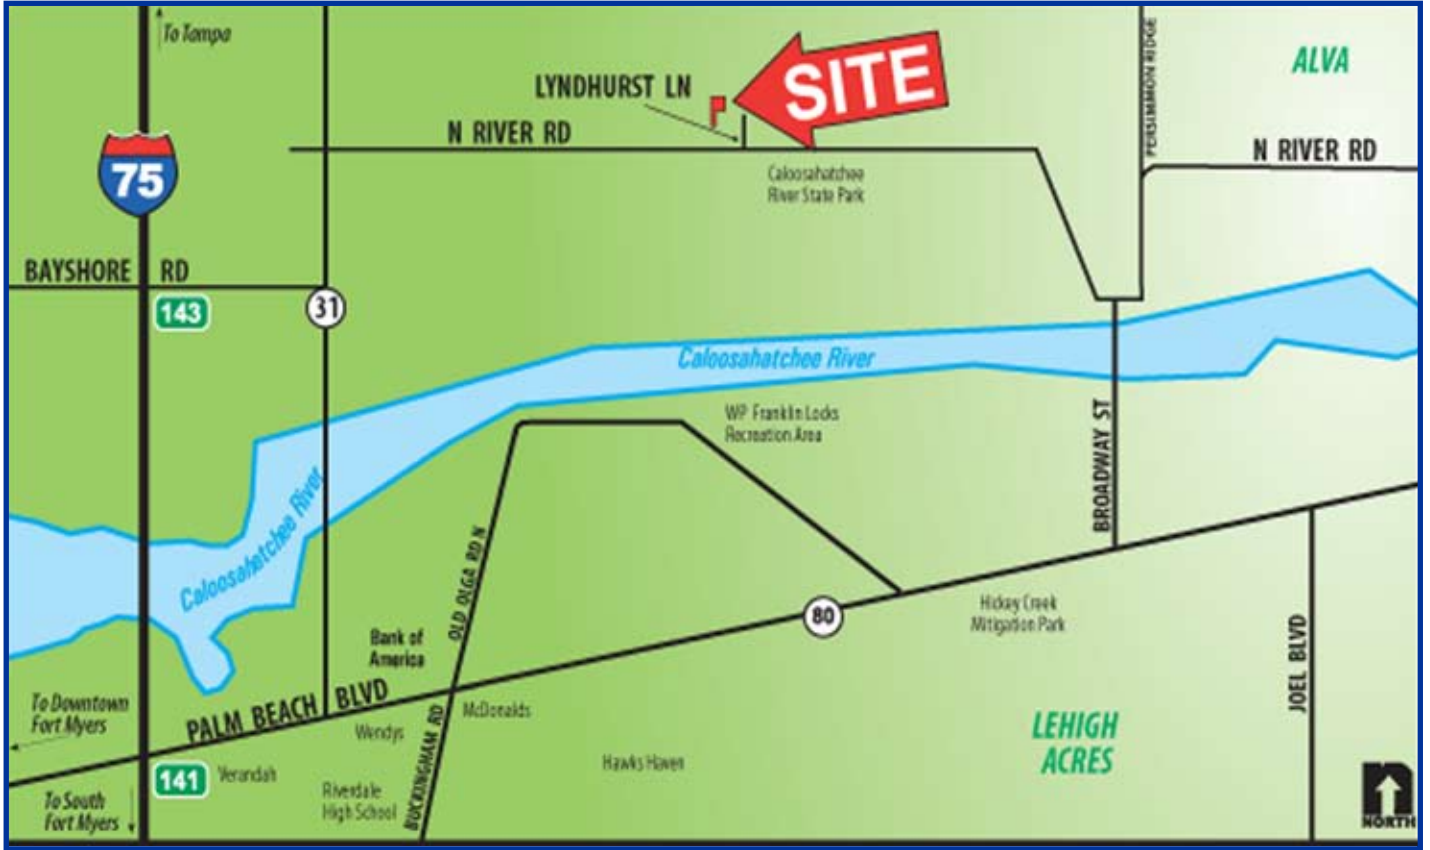 To Tampa
LYNDHURST LN
SITE
N RIVER RD
PERSIMMON RIDGE
ALVA
N RIVER RD
75
Caloosahatchee
River State Park
BAYSHORE RD
143
31
Caloosahatchee River
WP Franklin Locks
Recreation Area
BROADWAY ST
Caloosahatchee River
OLD OLGA RD N
Bank of
America
80
Hickey Creek
Mitigation Park
JOEL BLVD
To Downtown
Fort Myers
PALM BEACH BLVD
Wendys
McDonalds
BUCKINGHAM RD
LEHIGH
ACRES
Hawks Haven
141
Verandah
Riverdale
High School
To South
Fort Myers
n
NORTH